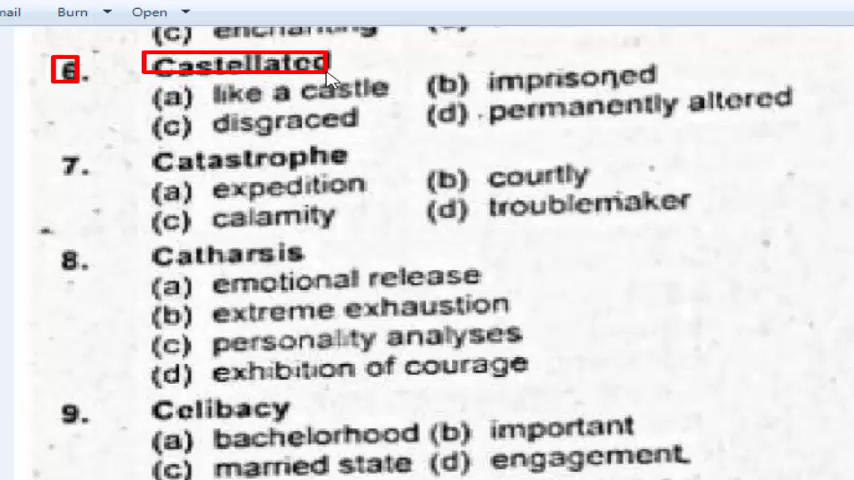 mail Burn Open
(c) enchanting
6. Castellated
(a) like a castle (b) imprisoned
(c) disgraced (d) permanently altered
7. Catastrophe
(a) expedition (b) courtly
(c) calamity (d) troublemaker
8. Catharsis
(a) emotional release
(b) extreme exhaustion
(c) personality analyses
(d) exhibition of courage
9. Celibacy
(a) bachelorhood (b) important
(c) married state (d) engagement